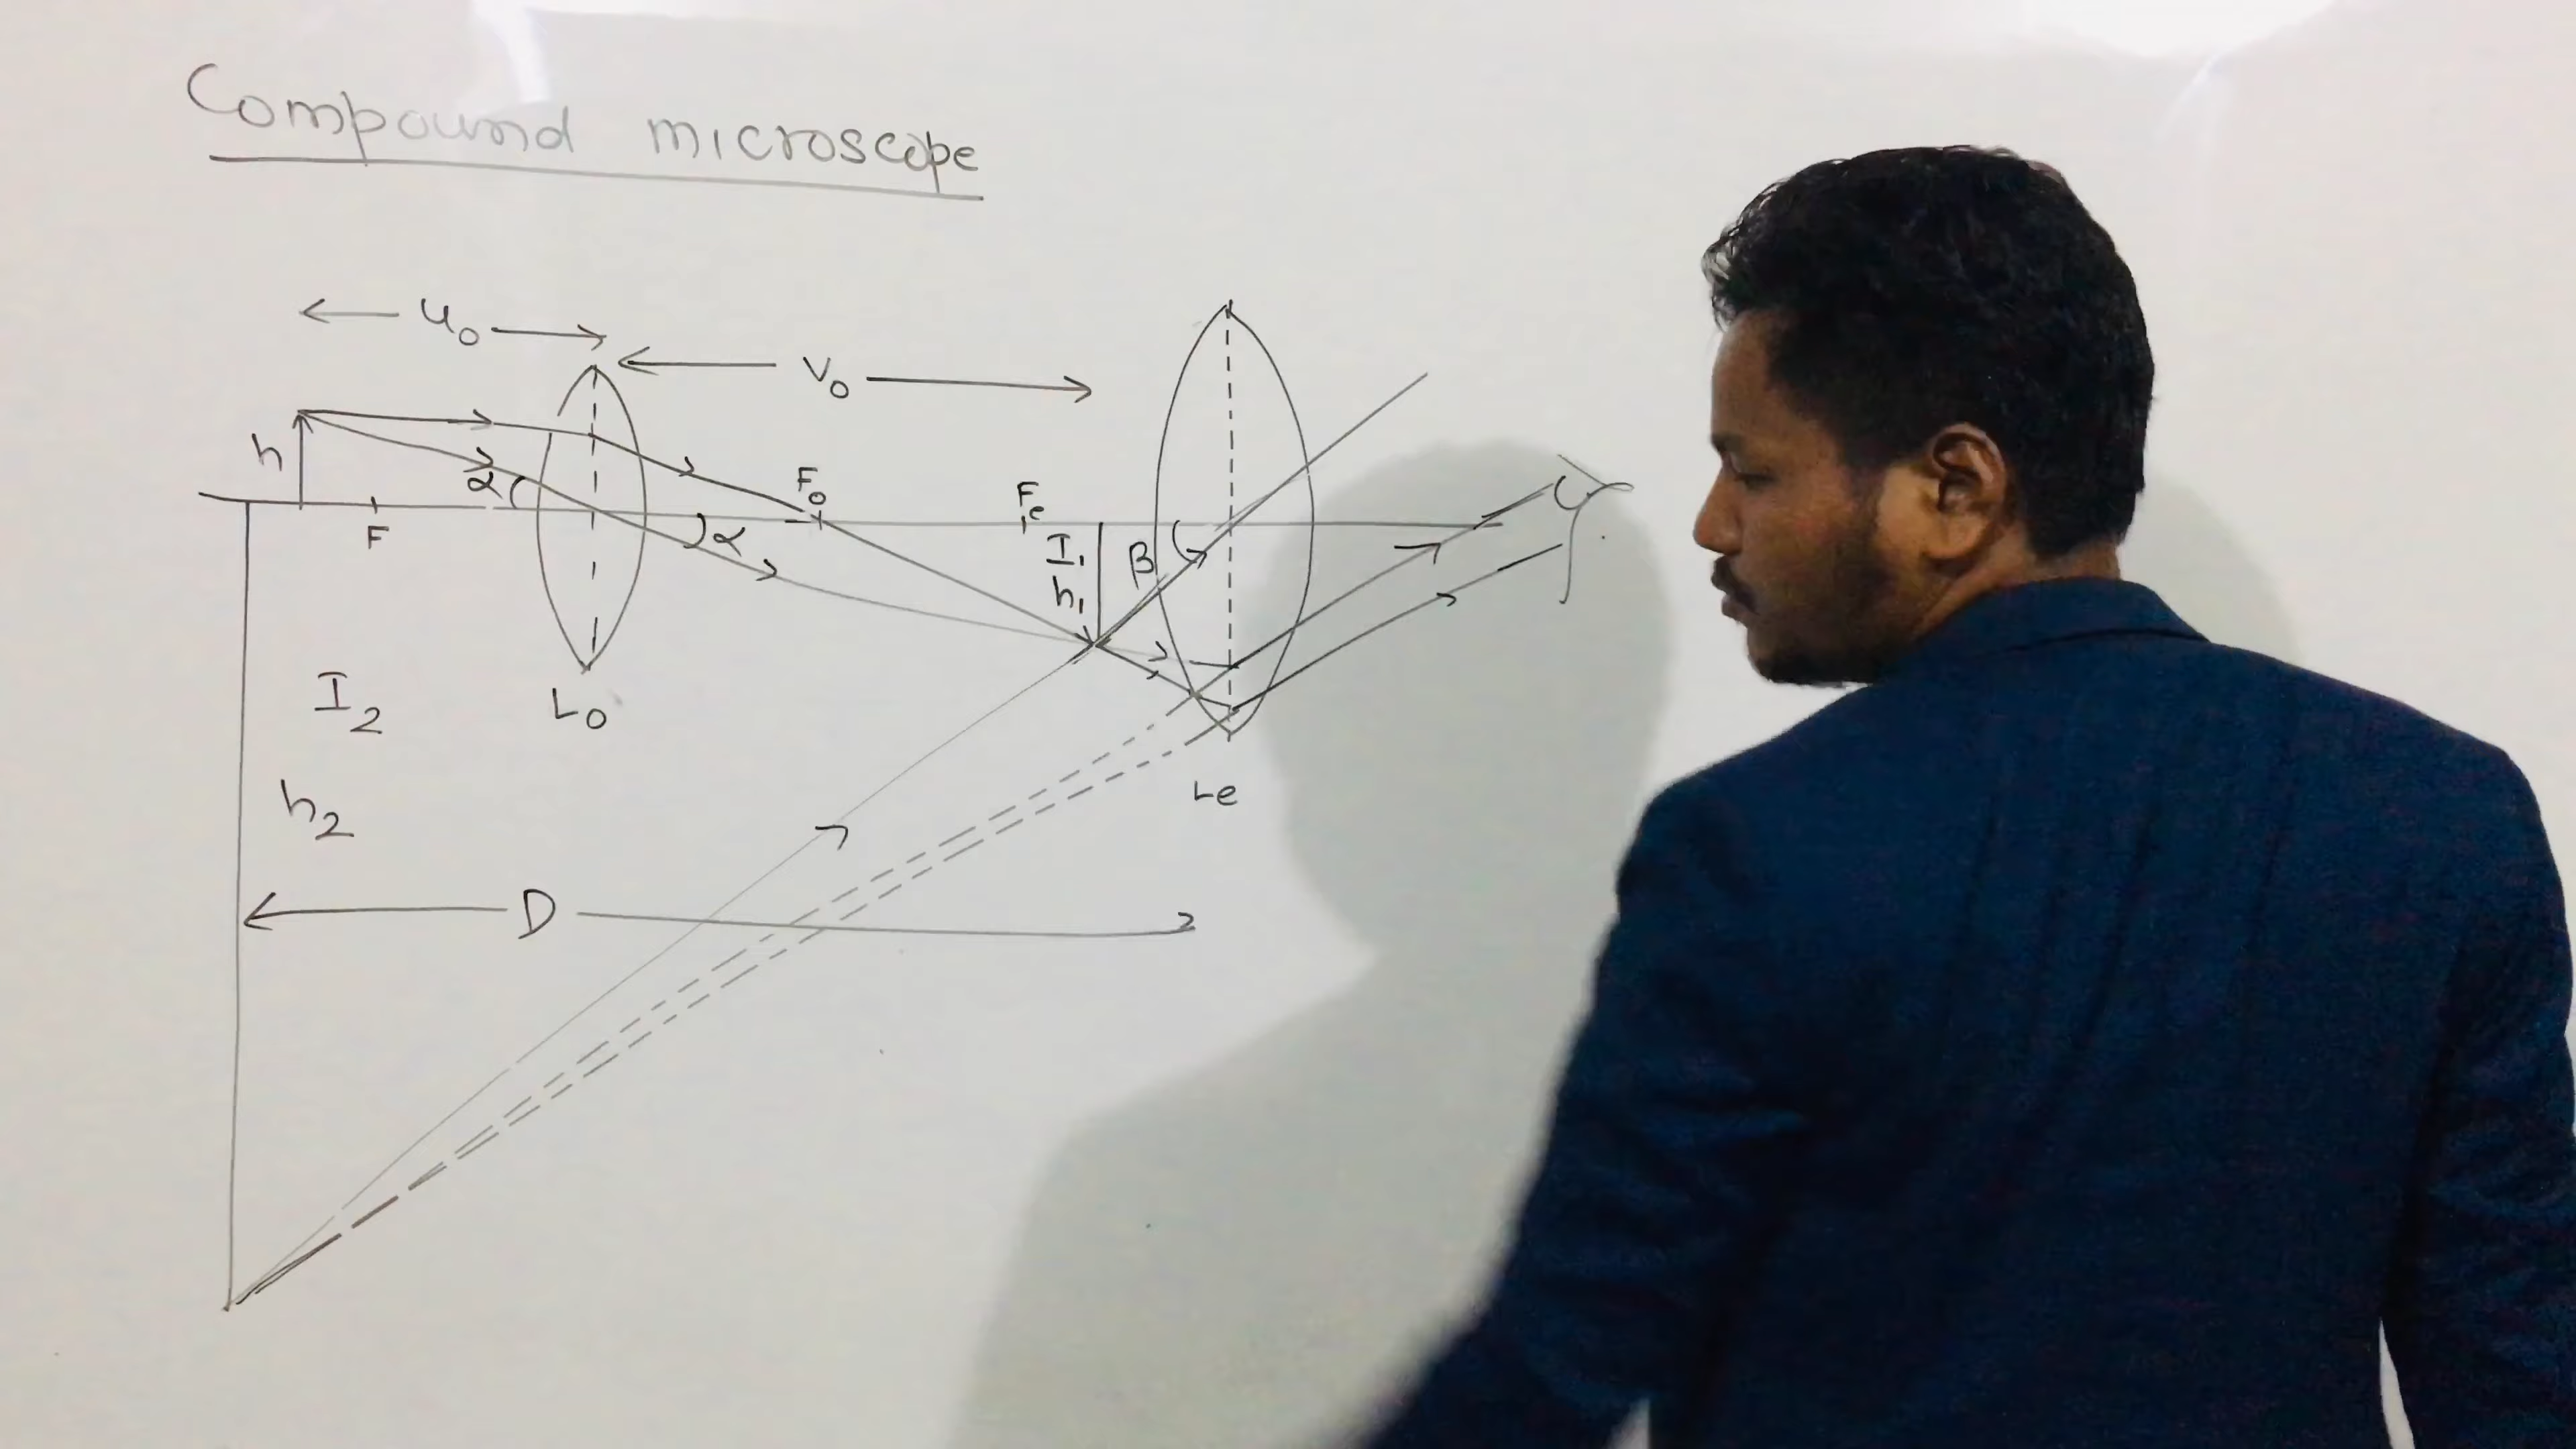 Compound microscope
u₀
v₀
h
α
F₀
Fe
F
α
I₁
β
h₁
I₂
L₀
h₂
Le
D